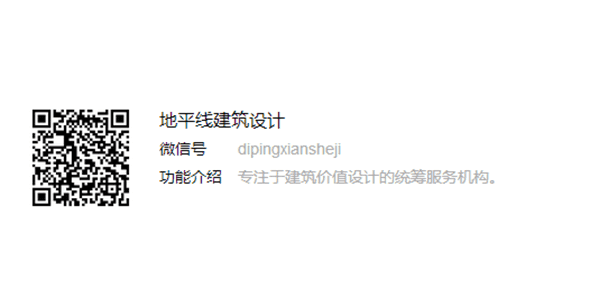 地平线建筑设计
微信号 dipingxiansheji
功能介绍 专注于建筑价值设计的统筹服务机构。